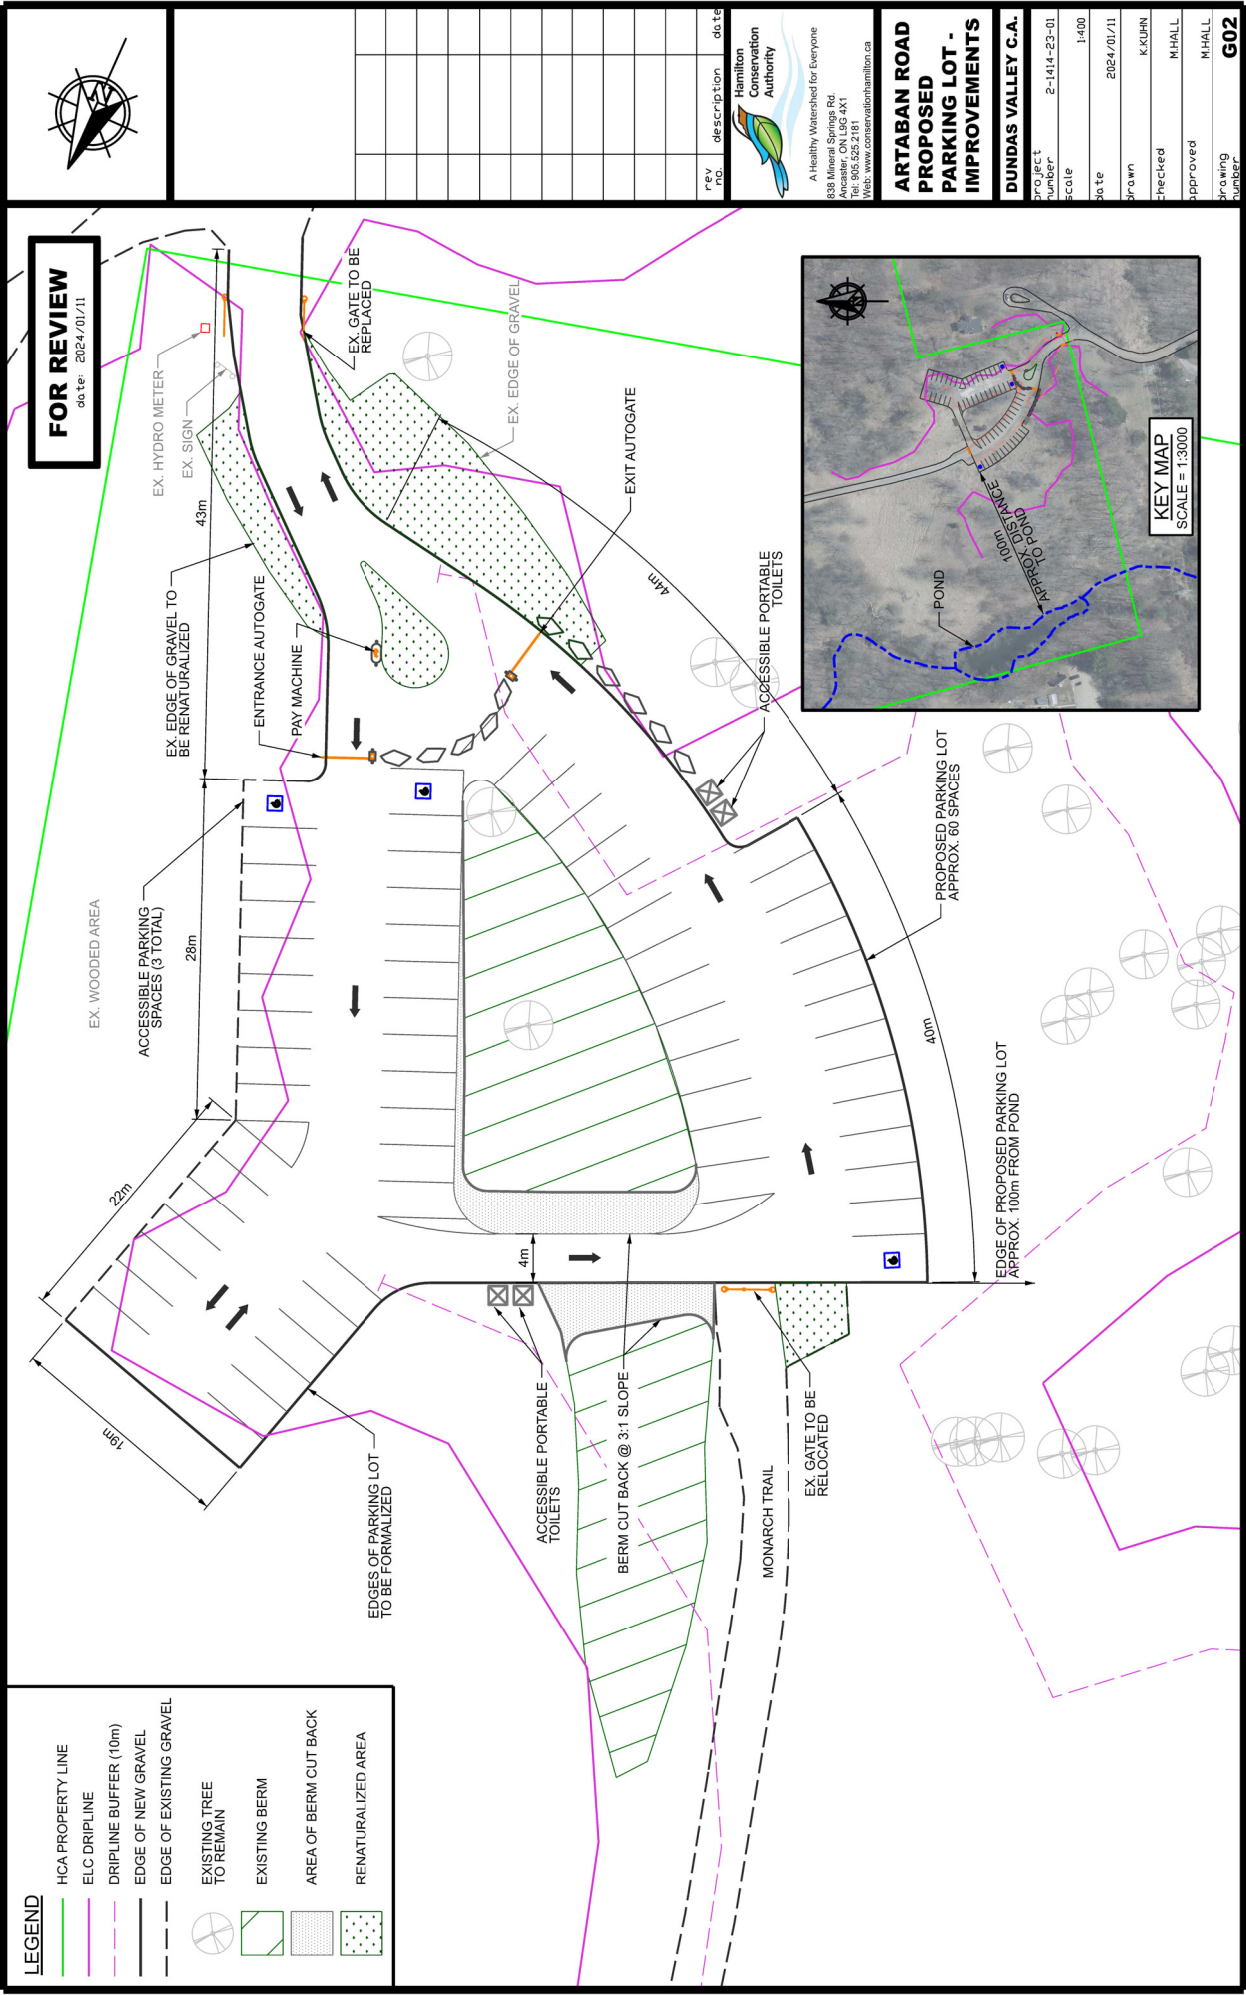 LEGEND
HCA PROPERTY LINE
ELC DRIPLINE
DRIPLINE BUFFER (10m)
EDGE OF NEW GRAVEL
EDGE OF EXISTING GRAVEL
EXISTING TREE
TO REMAIN
EXISTING BERM
AREA OF BERM CUT BACK
RENATURALIZED AREA
FOR REVIEW
date: 2024/01/11
EX. HYDRO METER
EX. SIGN
43m
EX. EDGE OF GRAVEL TO
BE RENATURALIZED
ENTRANCE AUTOGATE
PAY MACHINE
EX. GATE TO BE
REPLACED
EX. EDGE OF GRAVEL
EXIT AUTOGATE
44m
ACCESSIBLE PORTABLE
TOILETS
EX. WOODED AREA
ACCESSIBLE PARKING
SPACES (3 TOTAL)
28m
22m
19m
4m
EDGES OF PARKING LOT
TO BE FORMALIZED
ACCESSIBLE PORTABLE
TOILETS
BERM CUT BACK @ 3:1 SLOPE
MONARCH TRAIL
EX. GATE TO BE
RELOCATED
PROPOSED PARKING LOT
APPROX. 60 SPACES
40m
EDGE OF PROPOSED PARKING LOT
APPROX. 100m FROM POND
POND
100m
APPROX. DISTANCE
TO POND
KEY MAP
SCALE = 1:3000
N
rev
no.
description
date
Hamilton
Conservation
Authority
A Healthy Watershed for Everyone
838 Mineral Springs Rd.
Ancaster, ON L9G 4X1
Tel: 905.525.2181
Web: www.conservationhamilton.ca
ARTABAN ROAD
PROPOSED
PARKING LOT -
IMPROVEMENTS
DUNDAS VALLEY C.A.
project
number 2-1414-23-01
scale 1:400
date 2024/01/11
drawn K.KUHN
checked M.HALL
approved M.HALL
drawing
number G02